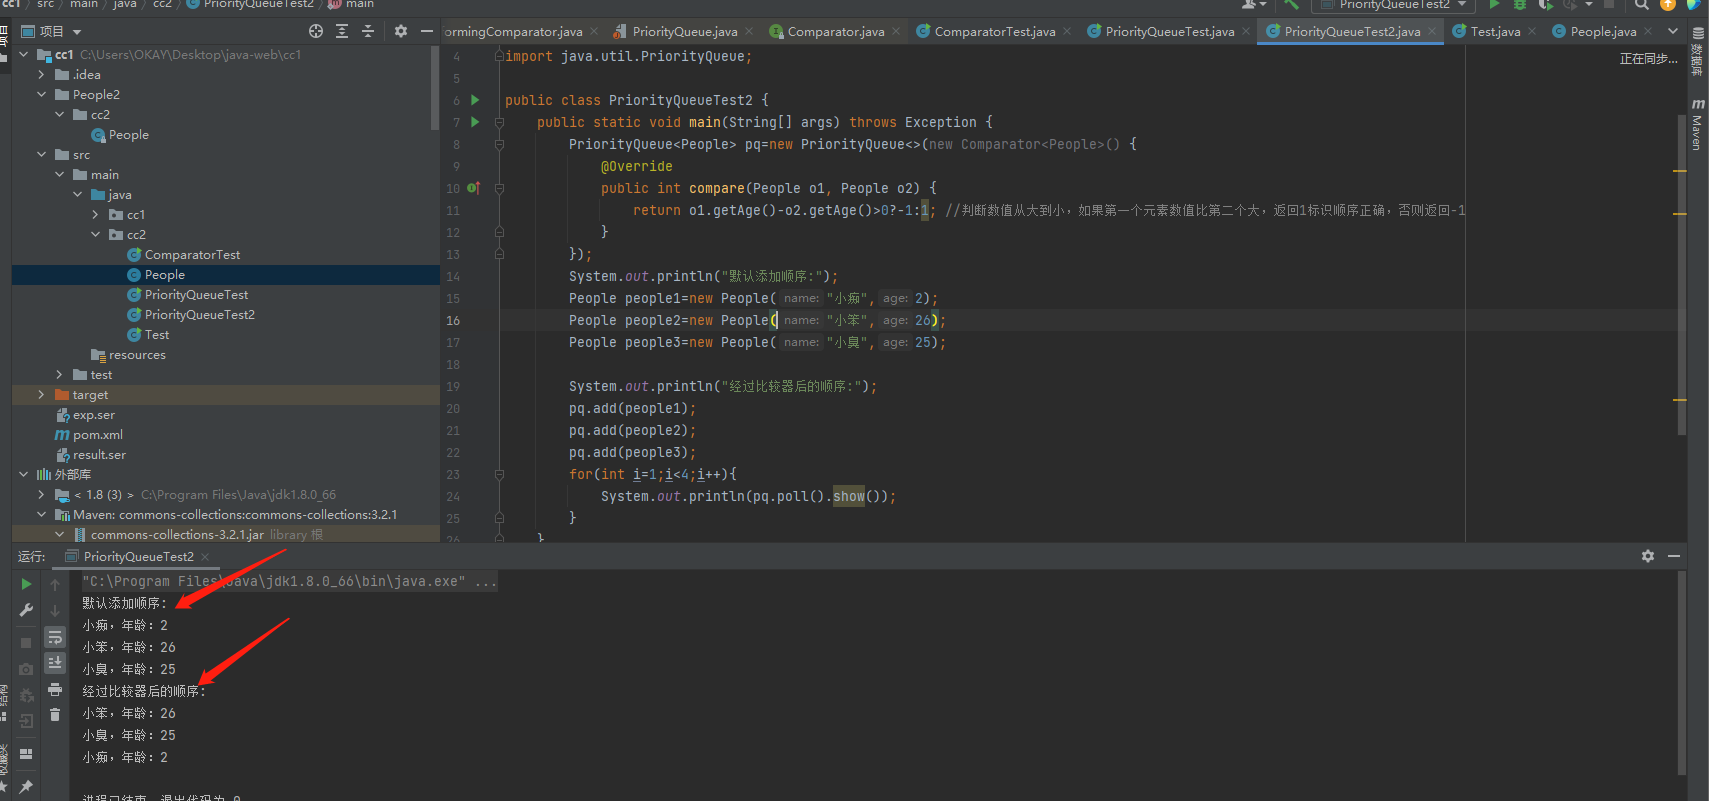 cc1 › src › main › java › cc2 › PriorityQueueTest2 › main
PriorityQueueTest2
项目
ormingComparator.java
PriorityQueue.java
Comparator.java
ComparatorTest.java
PriorityQueueTest.java
PriorityQueueTest2.java
Test.java
People.java
cc1 C:\Users\OKAY\Desktop\java-web\cc1
.idea
People2
cc2
People
src
main
java
cc1
cc2
ComparatorTest
People
PriorityQueueTest
PriorityQueueTest2
Test
resources
test
target
exp.ser
pom.xml
result.ser
外部库
< 1.8 (3) > C:\Program Files\Java\jdk1.8.0_66
Maven: commons-collections:commons-collections:3.2.1
commons-collections-3.2.1.jar library 根
正在同步...
数据库
Maven
4 import java.util.PriorityQueue;
5
6 public class PriorityQueueTest2 {
7 public static void main(String[] args) throws Exception {
8 PriorityQueue<People> pq=new PriorityQueue<>(new Comparator<People>() {
9 @Override
10 public int compare(People o1, People o2) {
11 return o1.getAge()-o2.getAge()>0?-1:1; //判断数值从大到小，如果第一个元素数值比第二个大，返回1标识顺序正确，否则返回-1
12 }
13 });
14 System.out.println("默认添加顺序:");
15 People people1=new People( name: "小痴", age: 2);
16 People people2=new People( name: "小笨", age: 26);
17 People people3=new People( name: "小臭", age: 25);
18
19 System.out.println("经过比较器后的顺序:");
20 pq.add(people1);
21 pq.add(people2);
22 pq.add(people3);
23 for(int i=1;i<4;i++){
24 System.out.println(pq.poll().show());
25 }
26 }
运行: PriorityQueueTest2
"C:\Program Files\Java\jdk1.8.0_66\bin\java.exe" ...
默认添加顺序:
小痴，年龄：2
小笨，年龄：26
小臭，年龄：25
经过比较器后的顺序:
小笨，年龄：26
小臭，年龄：25
小痴，年龄：2
进程已结束，退出代码为 0
结构
收藏夹